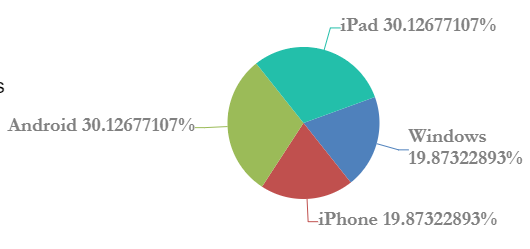 iPad 30.12677107%
s
Android 30.12677107%
Windows
19.87322893%
iPhone 19.87322893%